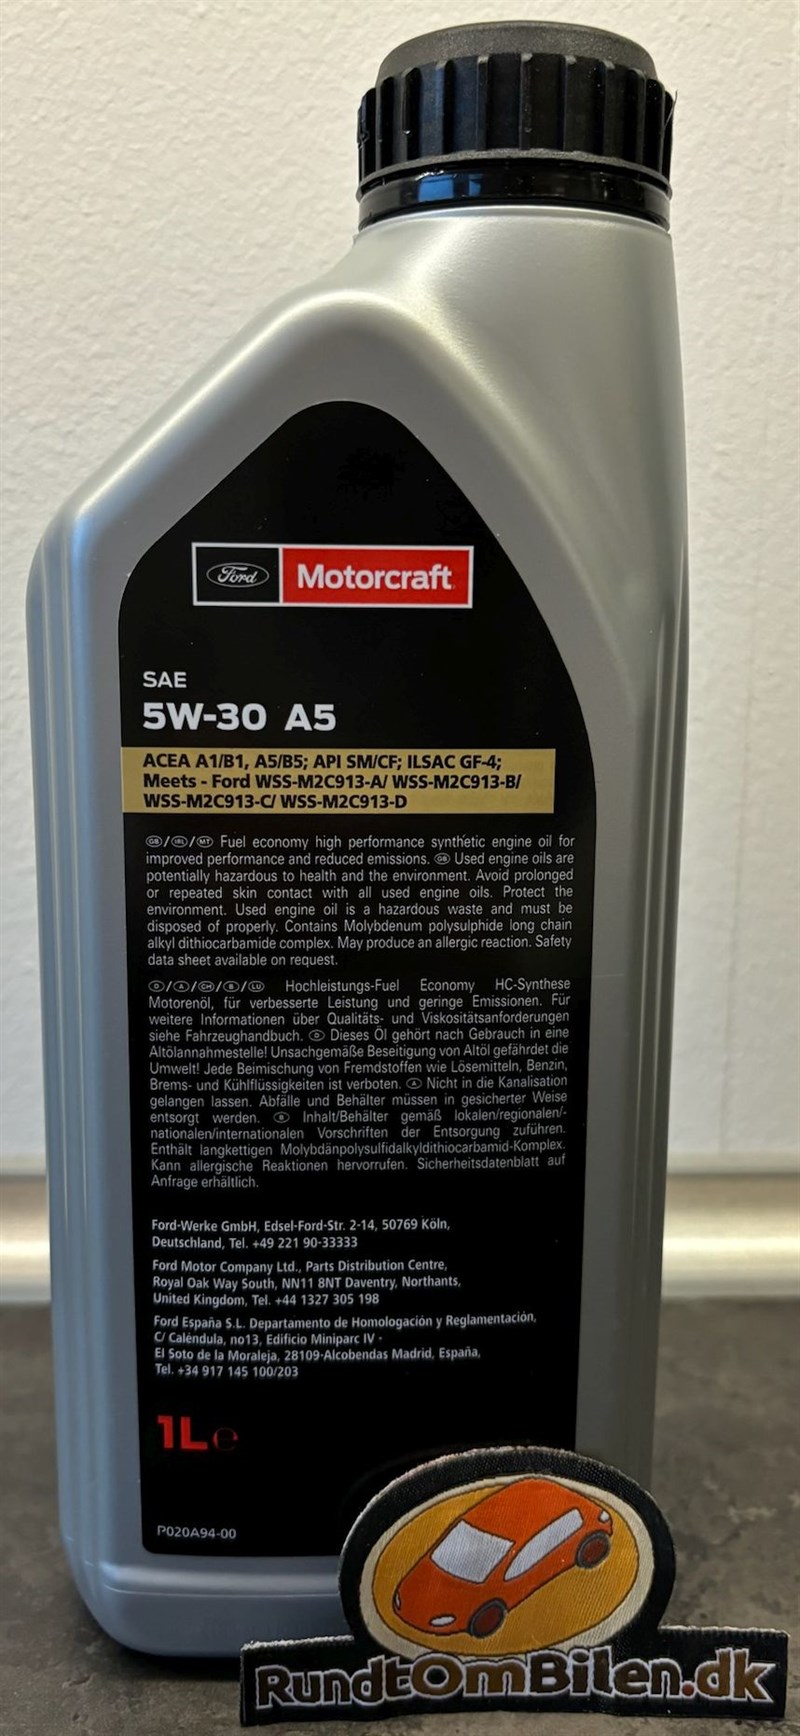 Ford Motorcraft
SAE
5W-30 A5
ACEA A1/B1, A5/B5; API SM/CF; ILSAC GF-4;
Meets - Ford WSS-M2C913-A/ WSS-M2C913-B/
WSS-M2C913-C/ WSS-M2C913-D
GB/IRL/MT Fuel economy high performance synthetic engine oil for
improved performance and reduced emissions. GB Used engine oils are
potentially hazardous to health and the environment. Avoid prolonged
or repeated skin contact with all used engine oils. Protect the
environment. Used engine oil is a hazardous waste and must be
disposed of properly. Contains Molybdenum polysulphide long chain
alkyl dithiocarbamide complex. May produce an allergic reaction. Safety
data sheet available on request.
D/A/CH/B/LU Hochleistungs-Fuel Economy HC-Synthese
Motorenöl, für verbesserte Leistung und geringe Emissionen. Für
weitere Informationen über Qualitäts- und Viskositätsanforderungen
siehe Fahrzeughandbuch. D Dieses Öl gehört nach Gebrauch in eine
Altölannahmestelle! Unsachgemäße Beseitigung von Altöl gefährdet die
Umwelt! Jede Beimischung von Fremdstoffen wie Lösemitteln, Benzin,
Brems- und Kühlflüssigkeiten ist verboten. A Nicht in die Kanalisation
gelangen lassen. Abfälle und Behälter müssen in gesicherter Weise
entsorgt werden. B Inhalt/Behälter gemäß lokalen/regionalen/-
nationalen/internationalen Vorschriften der Entsorgung zuführen.
Enthält langkettigen Molybdänpolysulfidalkyldithiocarbamid-Komplex.
Kann allergische Reaktionen hervorrufen. Sicherheitsdatenblatt auf
Anfrage erhältlich.
Ford-Werke GmbH, Edsel-Ford-Str. 2-14, 50769 Köln,
Deutschland, Tel. +49 221 90-33333
Ford Motor Company Ltd., Parts Distribution Centre,
Royal Oak Way South, NN11 8NT Daventry, Northants,
United Kingdom, Tel. +44 1327 305 198
Ford España S.L. Departamento de Homologación y Reglamentación,
C/ Caléndula, no13, Edificio Miniparc IV -
El Soto de la Moraleja, 28109-Alcobendas Madrid, España,
Tel. +34 917 145 100/203
1L e
P020A94-00
RundtOmBilen.dk